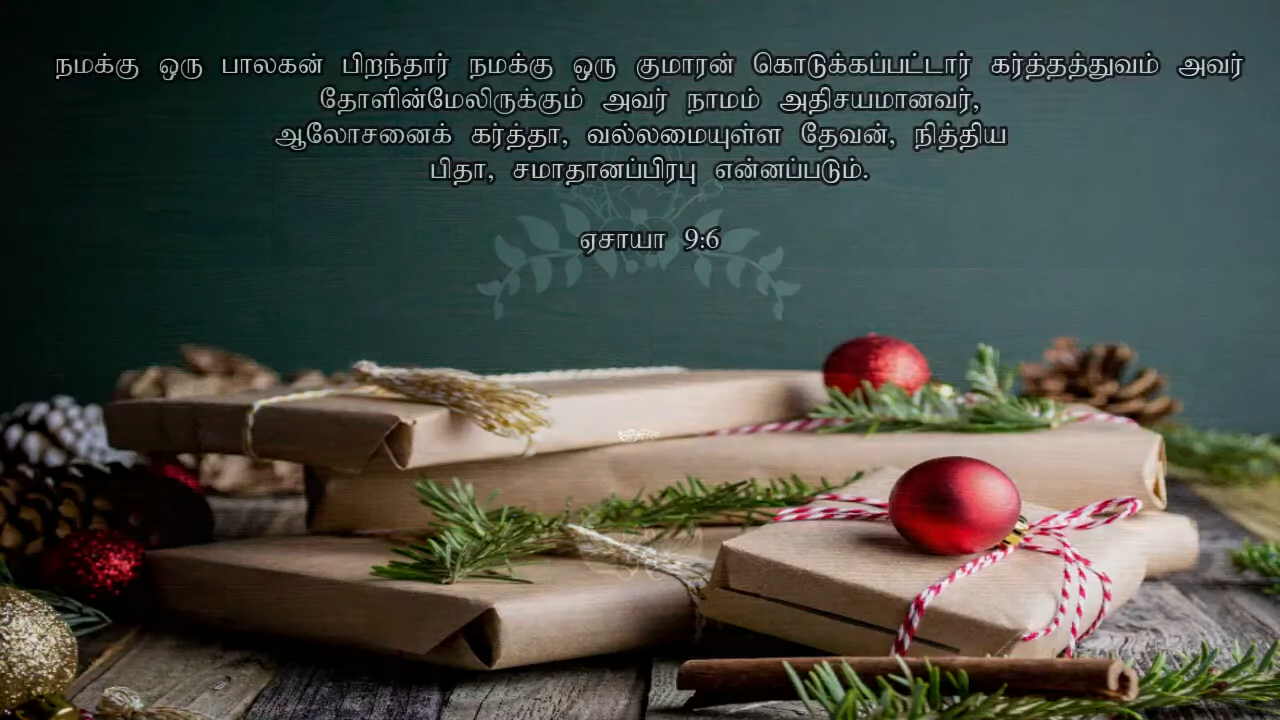 நமக்கு ஒரு பாலகன் பிறந்தார் நமக்கு ஒரு குமாரன் கொடுக்கப்பட்டார் கர்த்தத்துவம் அவர்
தோளின்மேலிருக்கும் அவர் நாமம் அதிசயமானவர்,
ஆலோசனைக் கர்த்தா, வல்லமையுள்ள தேவன், நித்திய
பிதா, சமாதானப்பிரபு என்னப்படும்.
ஏசாயா 9:6